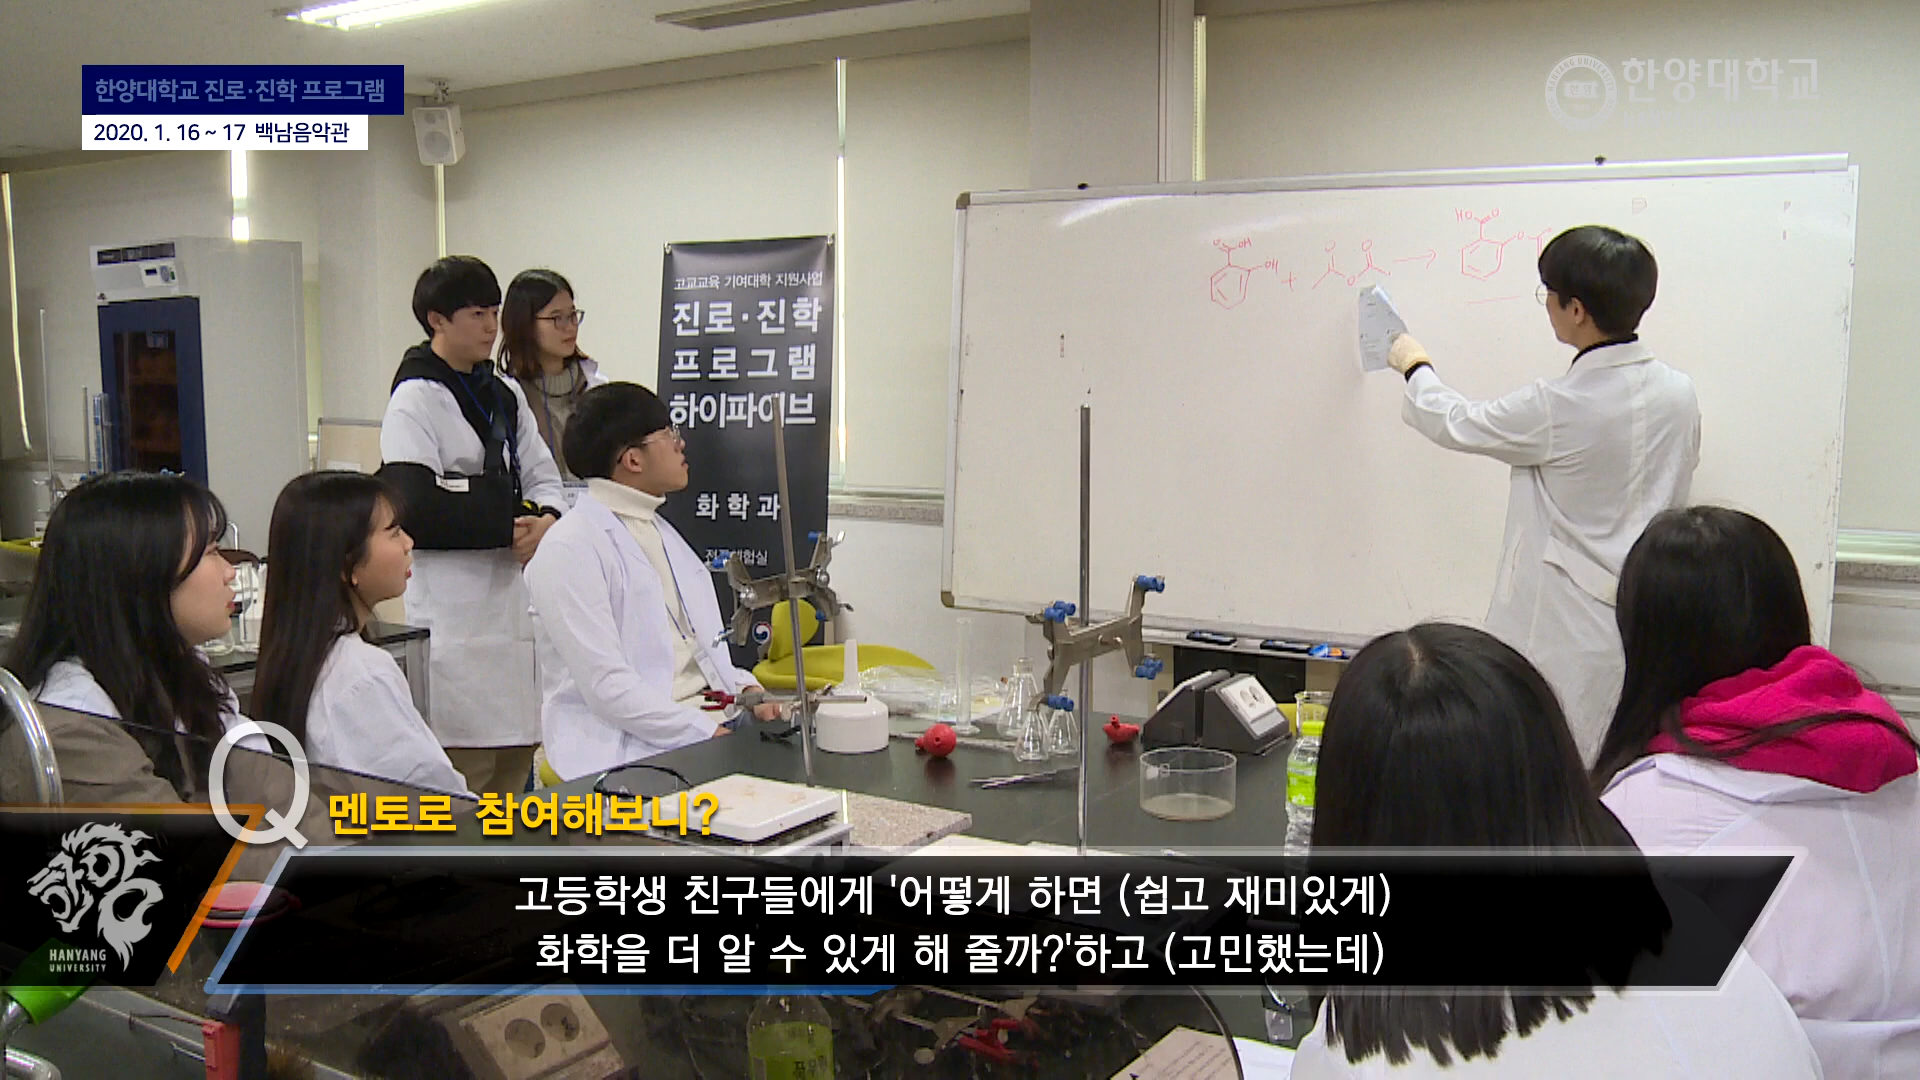 한양대학교 진로·진학 프로그램
2020. 1. 16 ~ 17 백남음악관
한양대학교
고교교육 기여대학 지원사업
진로·진학
프로그램
하이파이브
화학과
HO
Q 멘토로 참여해보니?
고등학생 친구들에게 '어떻게 하면 (쉽고 재미있게)
화학을 더 알 수 있게 해 줄까?'하고 (고민했는데)
HANYANG
UNIVERSITY